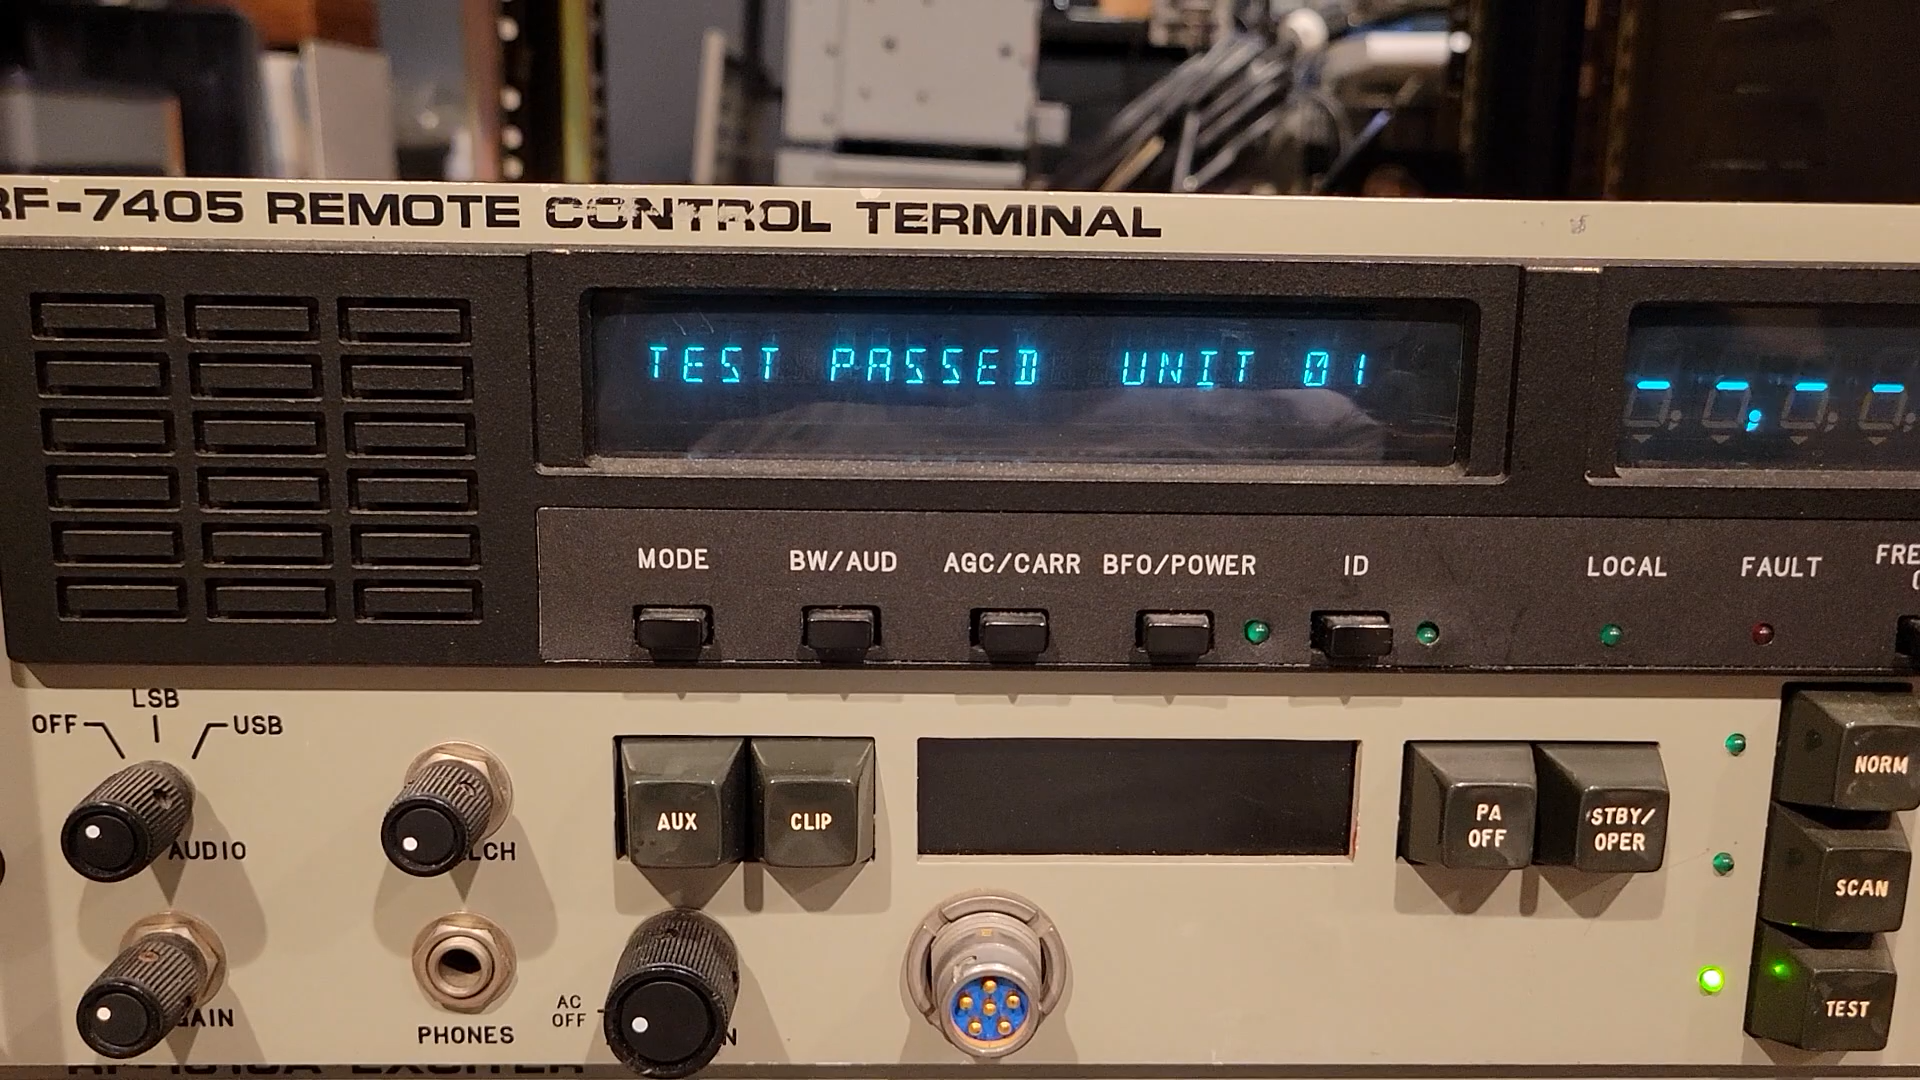 RF-7405 REMOTE CONTROL TERMINAL
TEST PASSED UNIT 01
MODE
BW/AUD
AGC/CARR
BFO/POWER
ID
LOCAL
FAULT
OFF
LSB
USB
AUDIO
AUX
CLIP
PA
OFF
STBY/
OPER
NORM
SCAN
TEST
PHONES
AC
OFF
EXCITER